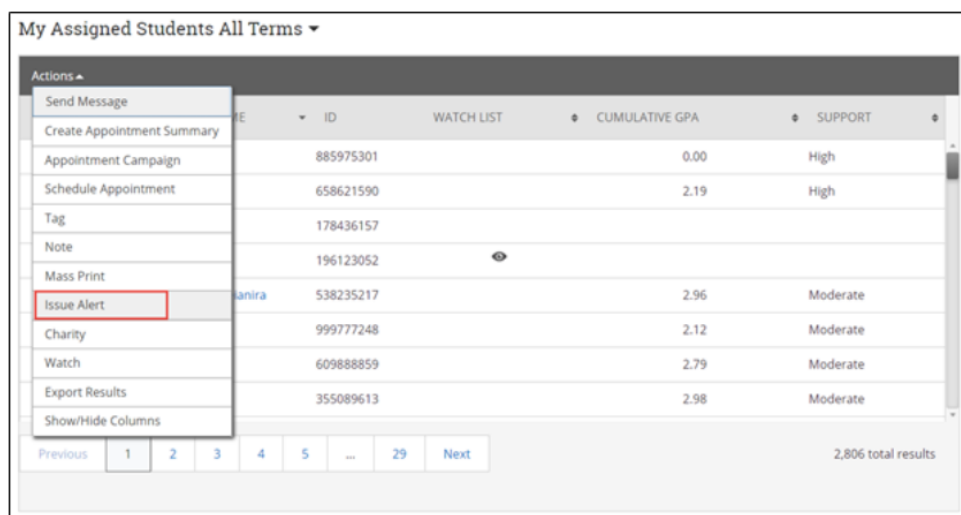 My Assigned Students All Terms
Actions
Send Message
Create Appointment Summary
Appointment Campaign
Schedule Appointment
Tag
Note
Mass Print
Issue Alert
Charity
Watch
Export Results
Show/Hide Columns
ID WATCH LIST CUMULATIVE GPA SUPPORT
885975301 0.00 High
658621590 2.19 High
178436157
196123052
anira 538235217 2.96 Moderate
999777248 2.12 Moderate
609888859 2.79 Moderate
355089613 2.98 Moderate
Previous 1 2 3 4 5 ... 29 Next 2,806 total results